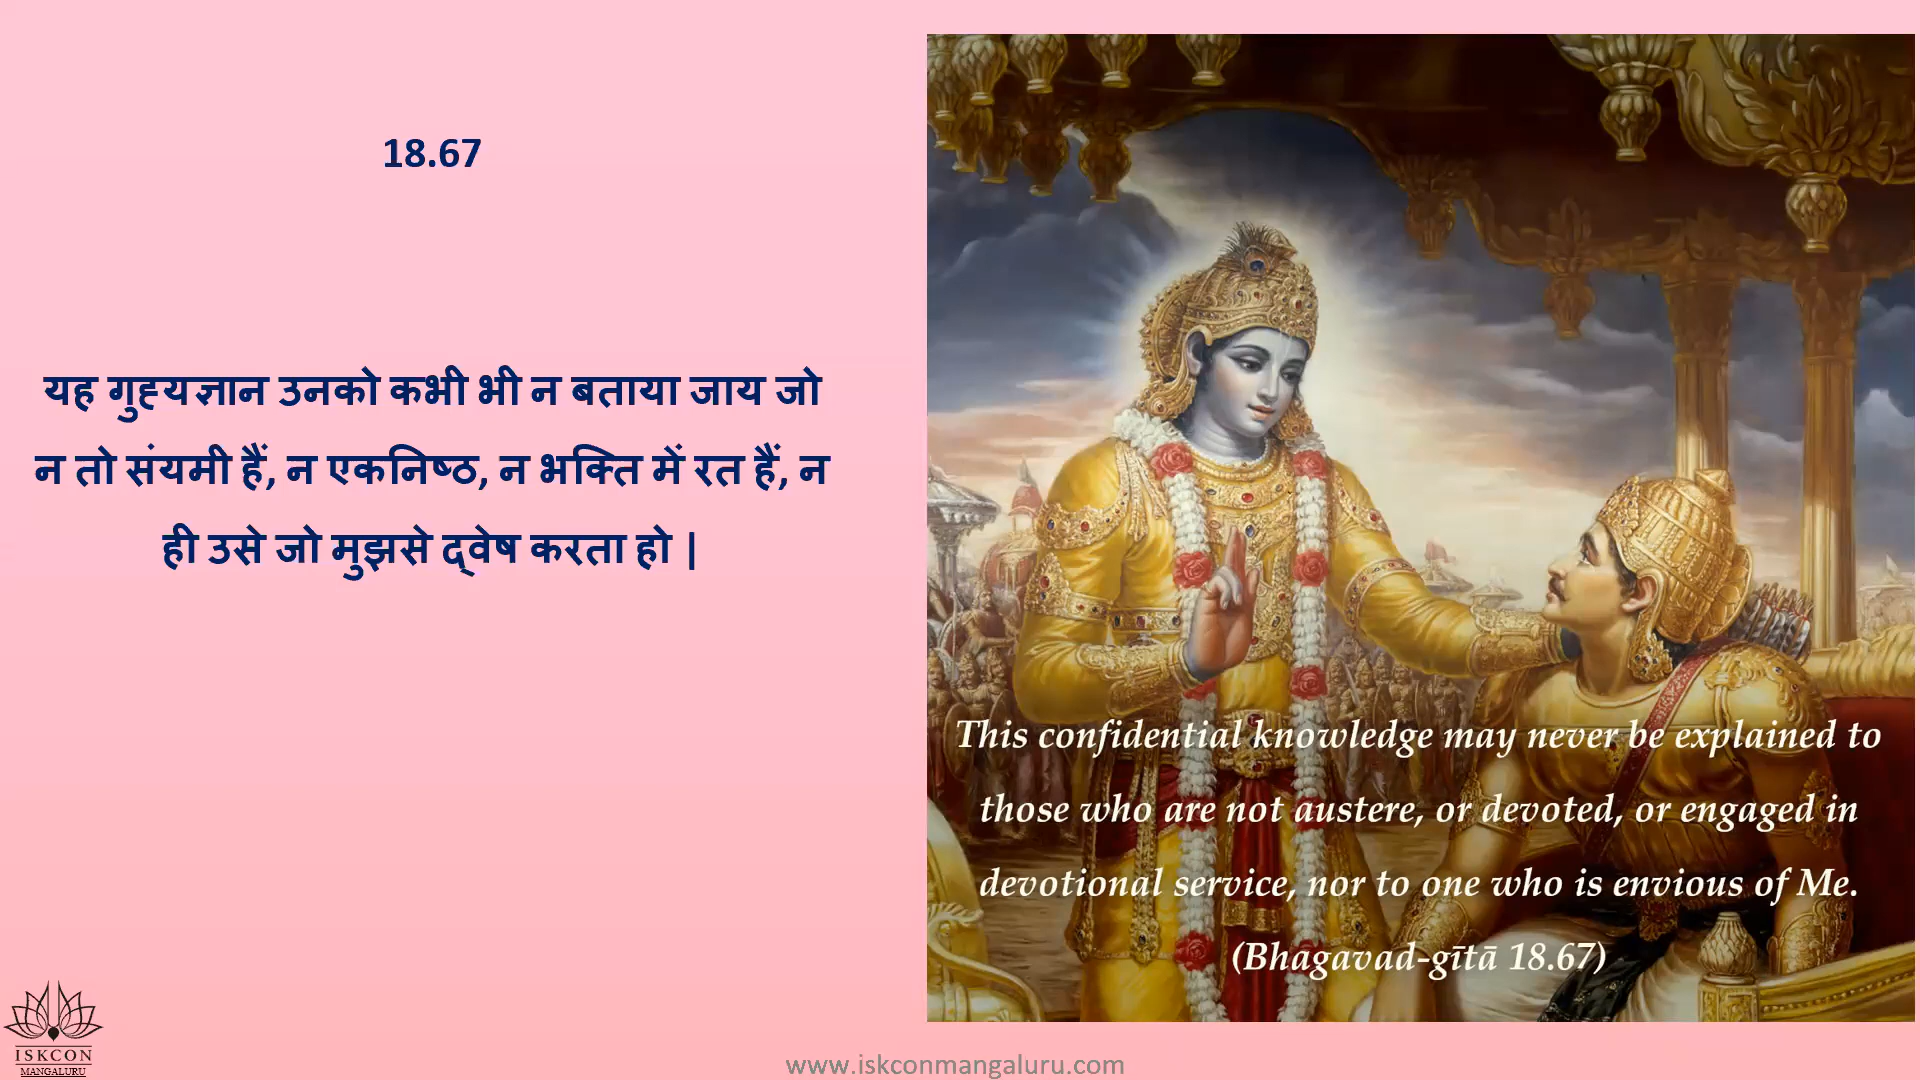 18.67
यह गुह्यज्ञान उनको कभी भी न बताया जाय जो
न तो संयमी हैं, न एकनिष्ठ, न भक्ति में रत हैं, न
ही उसे जो मुझसे द्वेष करता हो |
This confidential knowledge may never be explained to
those who are not austere, or devoted, or engaged in
devotional service, nor to one who is envious of Me.
(Bhagavad-gītā 18.67)
ISKCON
MANGALURU
www.iskconmangaluru.com